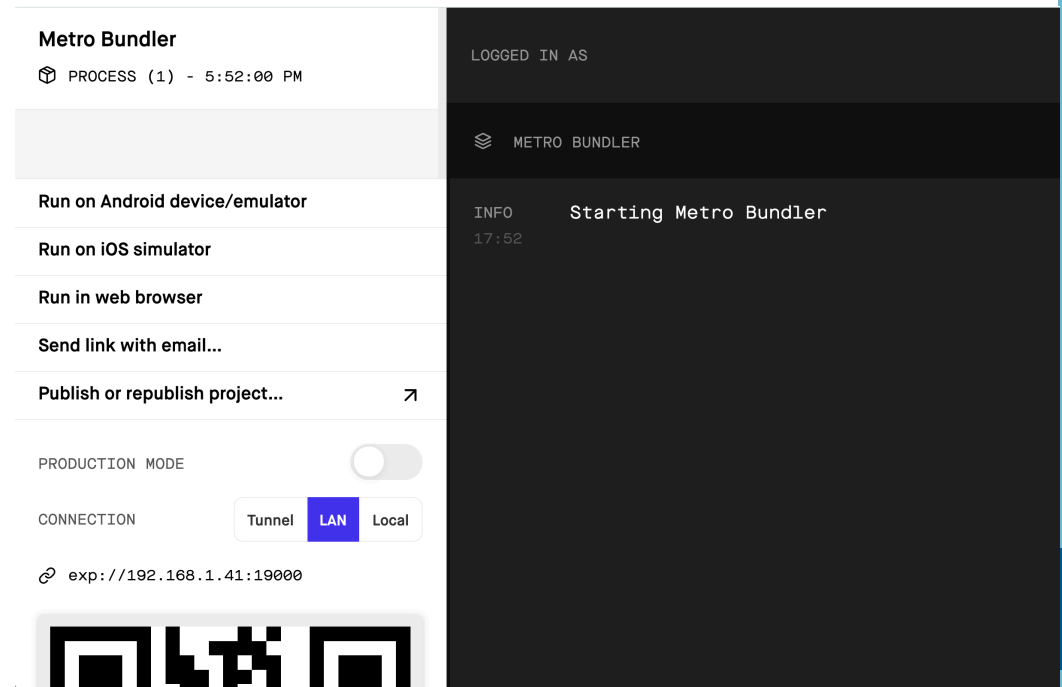 Metro Bundler
PROCESS (1) - 5:52:00 PM
Run on Android device/emulator
Run on iOS simulator
Run in web browser
Send link with email...
Publish or republish project...
PRODUCTION MODE
CONNECTION Tunnel LAN Local
exp://192.168.1.41:19000
LOGGED IN AS
METRO BUNDLER
INFO Starting Metro Bundler
17:52